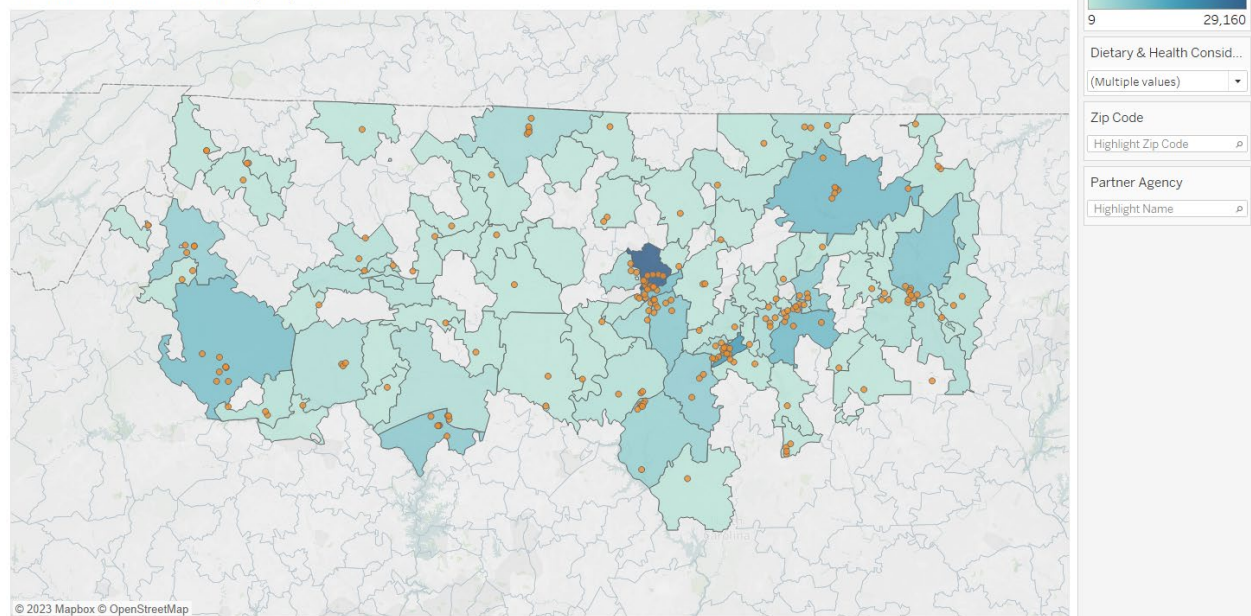 9 29,160
Dietary & Health Consid...
(Multiple values)
Zip Code
Highlight Zip Code
Partner Agency
Highlight Name
Carolina
© 2023 Mapbox © OpenStreetMap